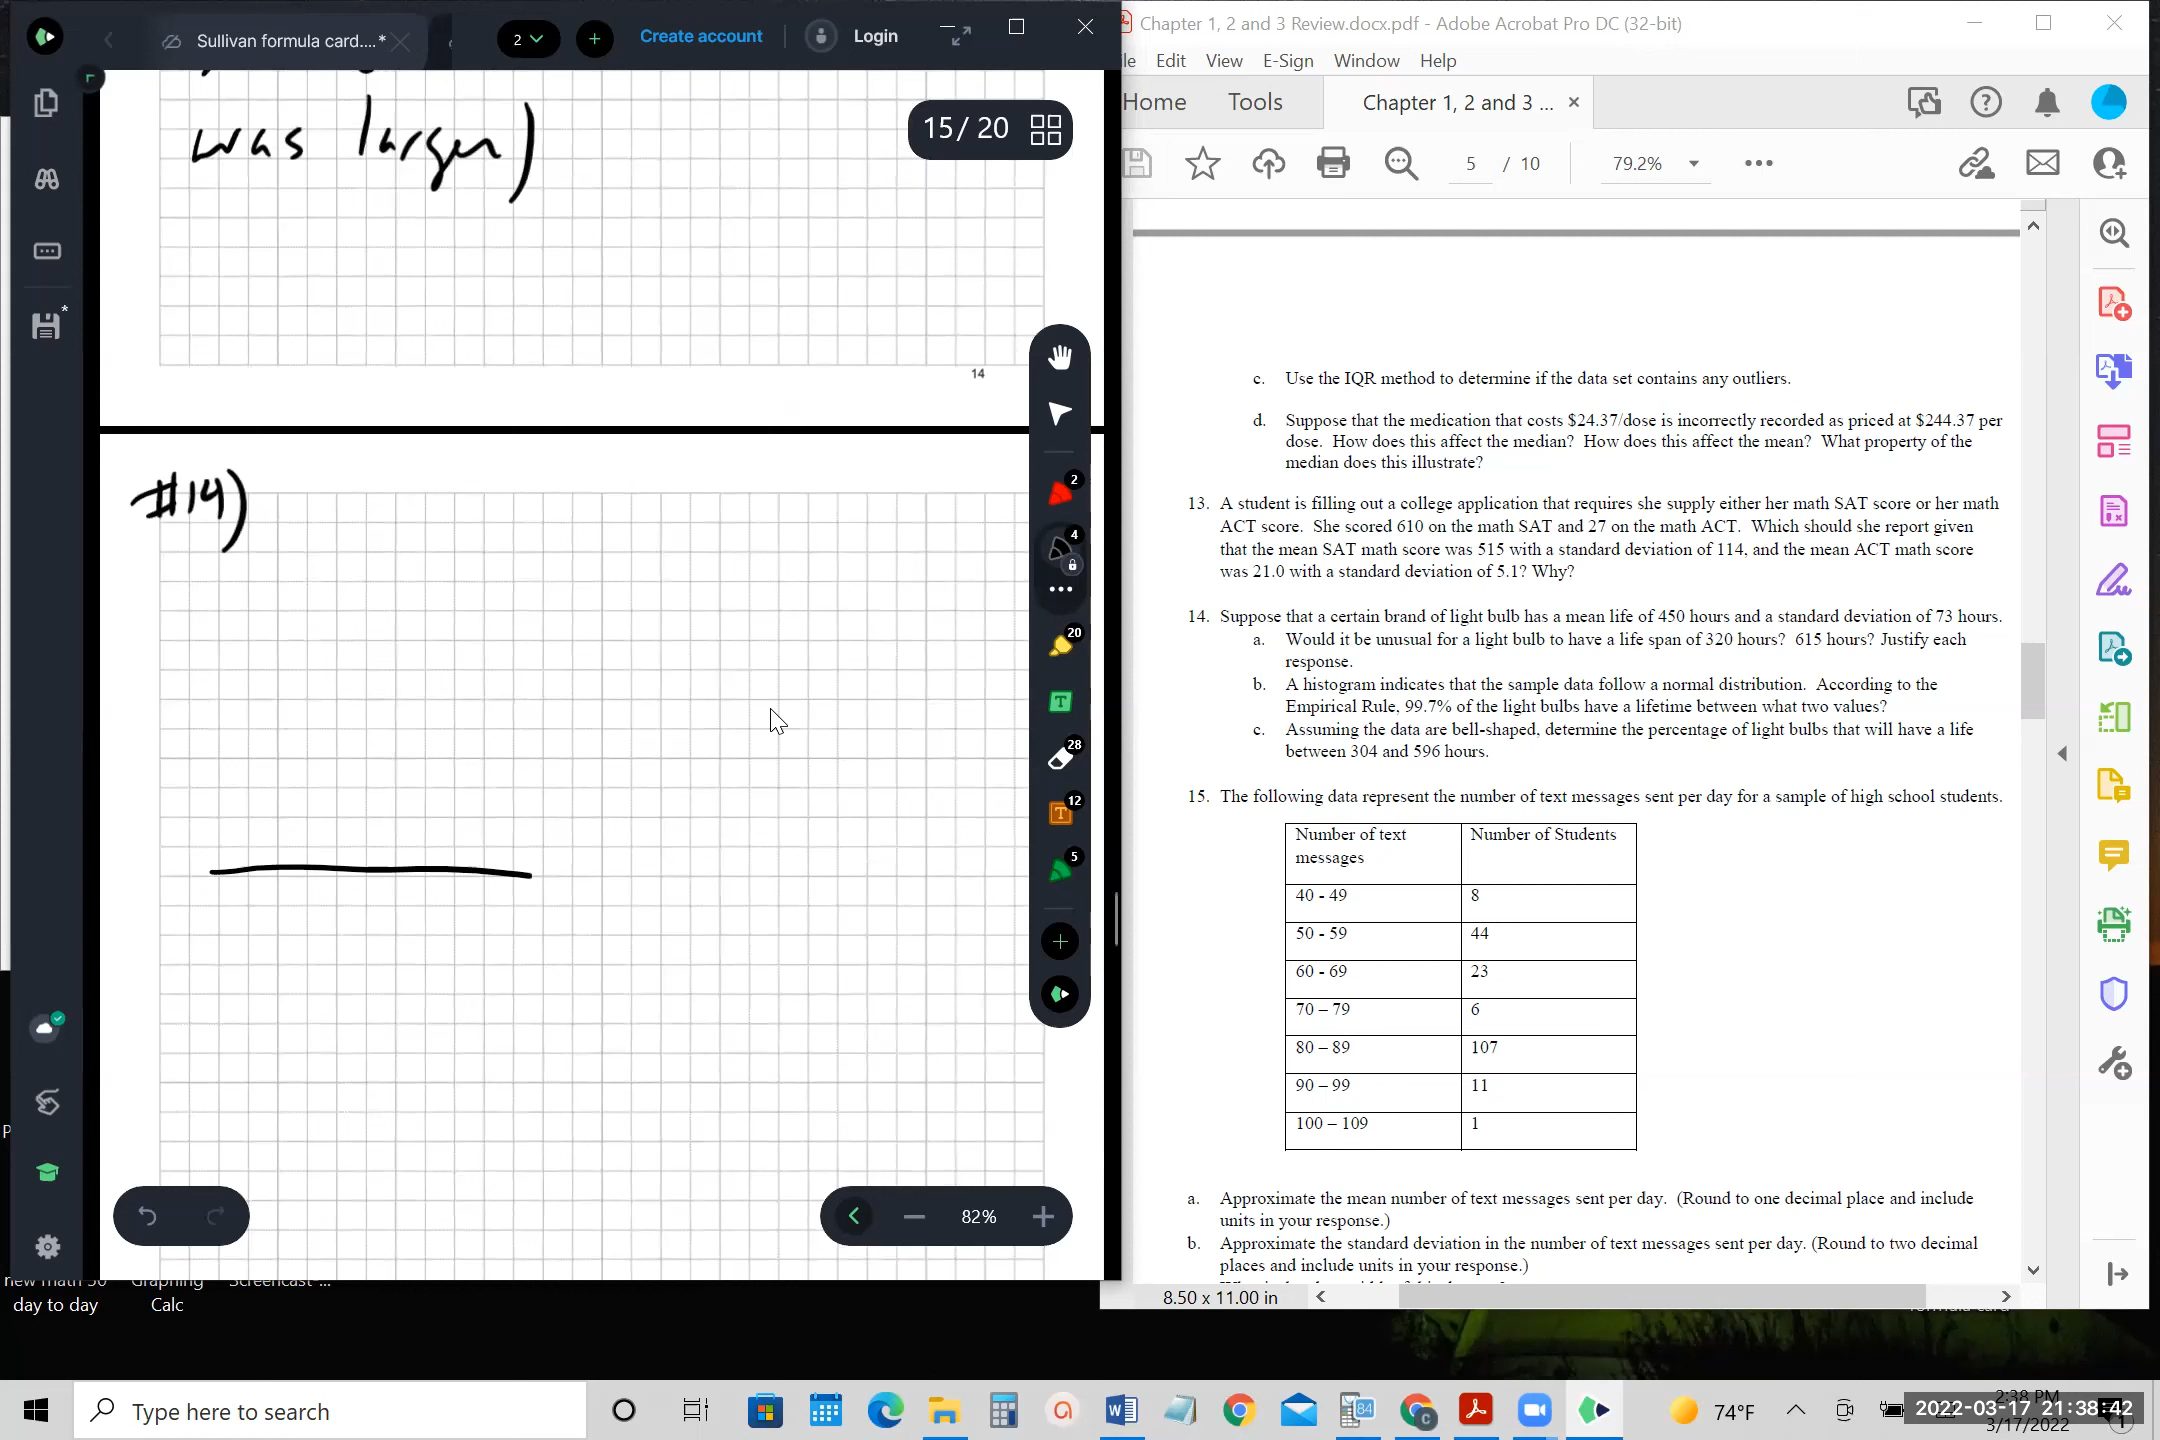 Sullivan formula card....*
2
Create account
Login
was larger)
15/ 20
14
#14)
2
4
20
28
12
5
82%
day to day
Calc
Screencast-...
Chapter 1, 2 and 3 Review.docx.pdf - Adobe Acrobat Pro DC (32-bit)
Edit View E-Sign Window Help
Home Tools Chapter 1, 2 and 3 ... ×
5 / 10 79.2%
c. Use the IQR method to determine if the data set contains any outliers.
d. Suppose that the medication that costs $24.37/dose is incorrectly recorded as priced at $244.37 per
dose. How does this affect the median? How does this affect the mean? What property of the
median does this illustrate?
13. A student is filling out a college application that requires she supply either her math SAT score or her math
ACT score. She scored 610 on the math SAT and 27 on the math ACT. Which should she report given
that the mean SAT math score was 515 with a standard deviation of 114, and the mean ACT math score
was 21.0 with a standard deviation of 5.1? Why?
14. Suppose that a certain brand of light bulb has a mean life of 450 hours and a standard deviation of 73 hours.
a. Would it be unusual for a light bulb to have a life span of 320 hours? 615 hours? Justify each
response.
b. A histogram indicates that the sample data follow a normal distribution. According to the
Empirical Rule, 99.7% of the light bulbs have a lifetime between what two values?
c. Assuming the data are bell-shaped, determine the percentage of light bulbs that will have a life
between 304 and 596 hours.
15. The following data represent the number of text messages sent per day for a sample of high school students.
Number of text Number of Students
messages
40 - 49 8
50 - 59 44
60 - 69 23
70 – 79 6
80 – 89 107
90 – 99 11
100 – 109 1
a. Approximate the mean number of text messages sent per day. (Round to one decimal place and include
units in your response.)
b. Approximate the standard deviation in the number of text messages sent per day. (Round to two decimal
places and include units in your response.)
8.50 x 11.00 in
Type here to search
84
74°F
2:38 PM
3/17/2022
2022-03-17 21:38:42
1